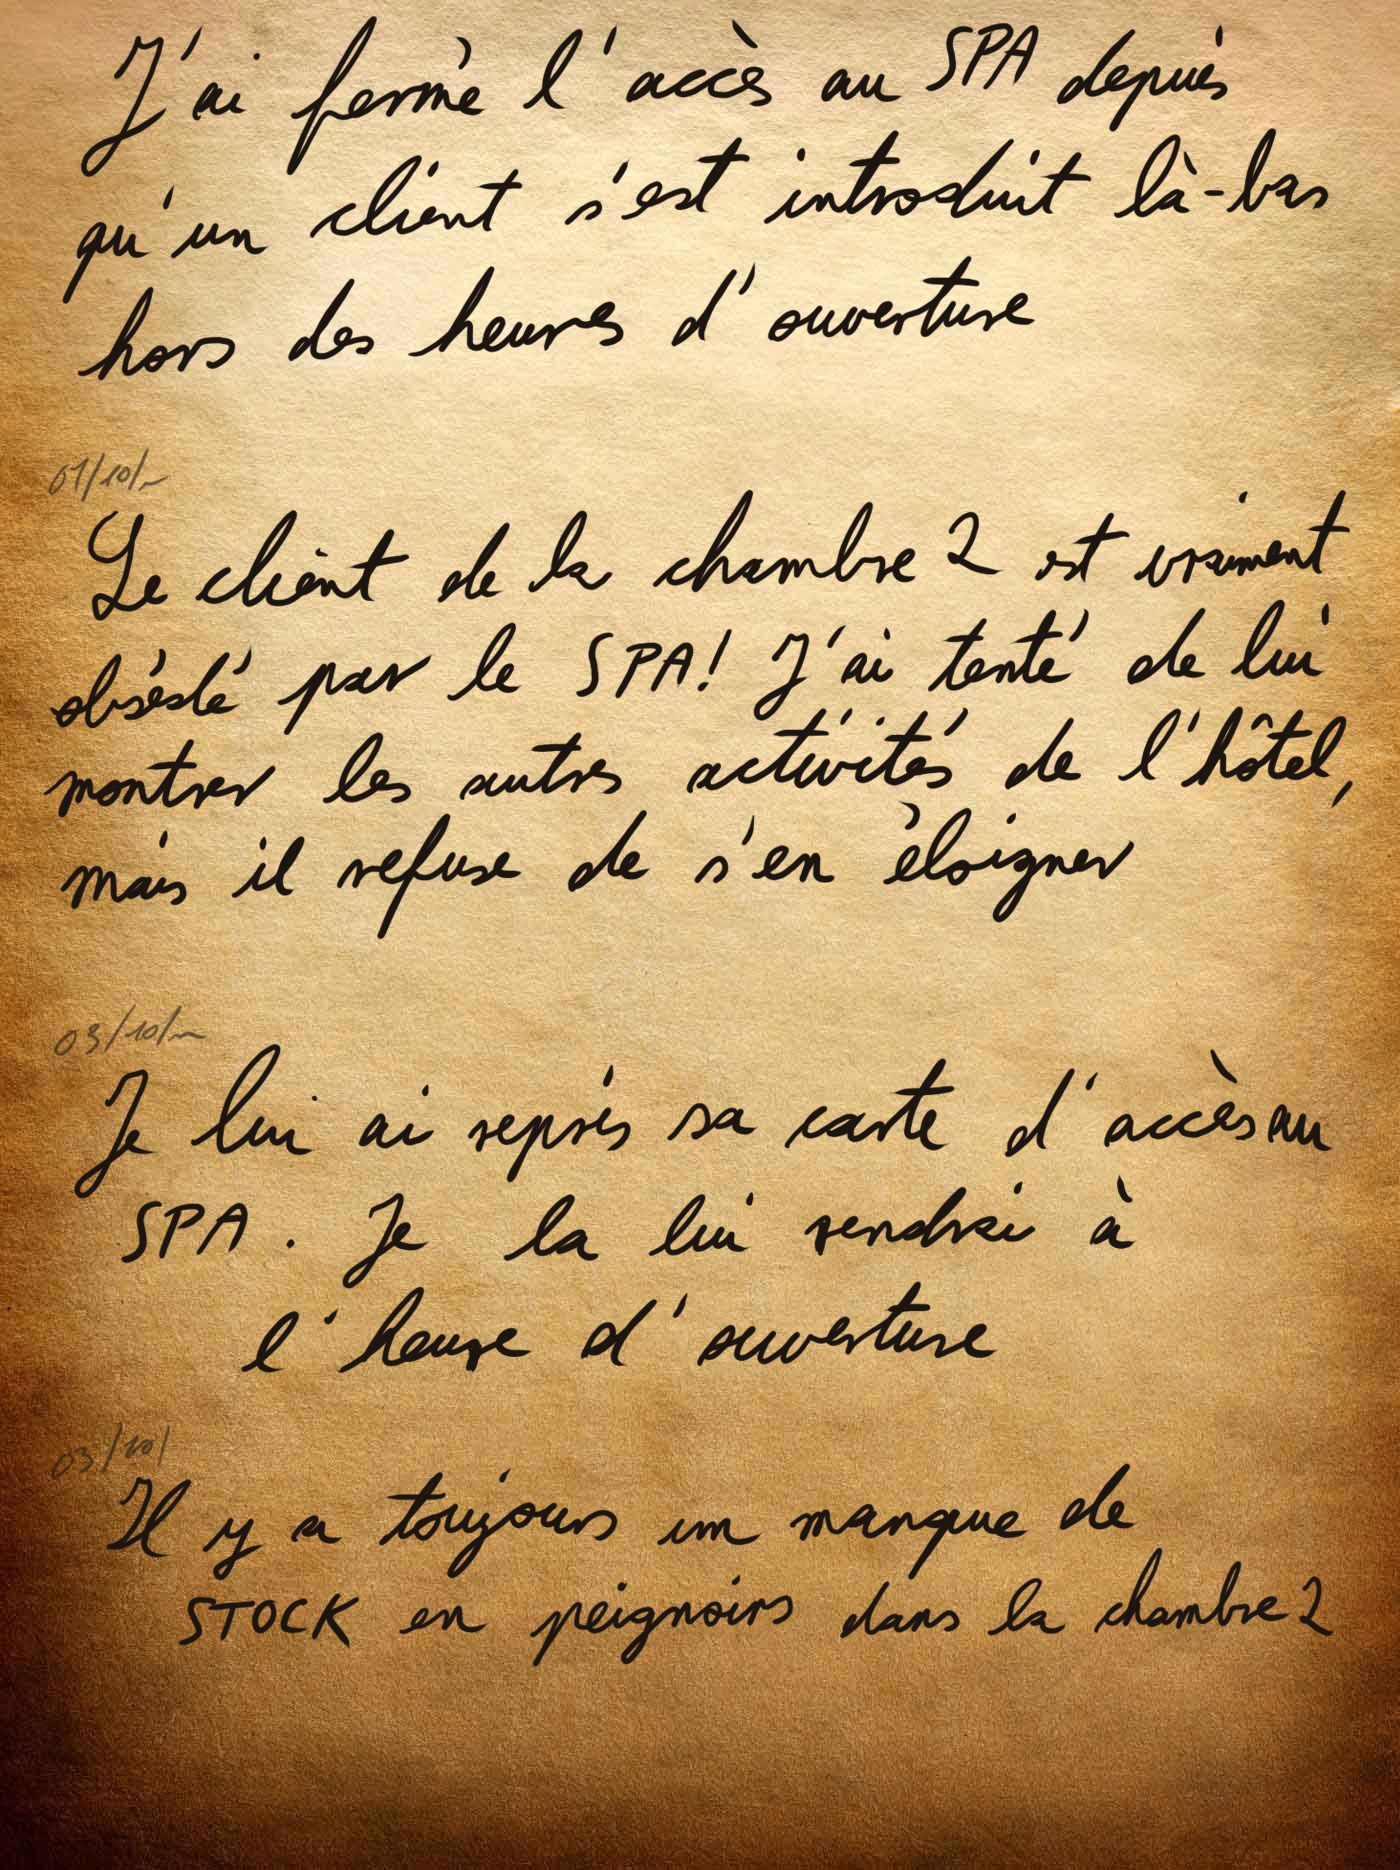 J'ai fermé l'accès au SPA depuis
qu'un client s'est introduit là-bas
hors des heures d'ouverture
01/10/~
Le client de la chambre 2 est vraiment
obsédé par le SPA! J'ai tenté de lui
montrer les autres activités de l'hôtel,
mais il refuse de s'en éloigner
03/10/~
Je lui ai repris sa carte d'accès au
SPA. Je la lui rendrai à
l'heure d'ouverture
03/10/
Il y a toujours un manque de
STOCK en peignoirs dans la chambre 2